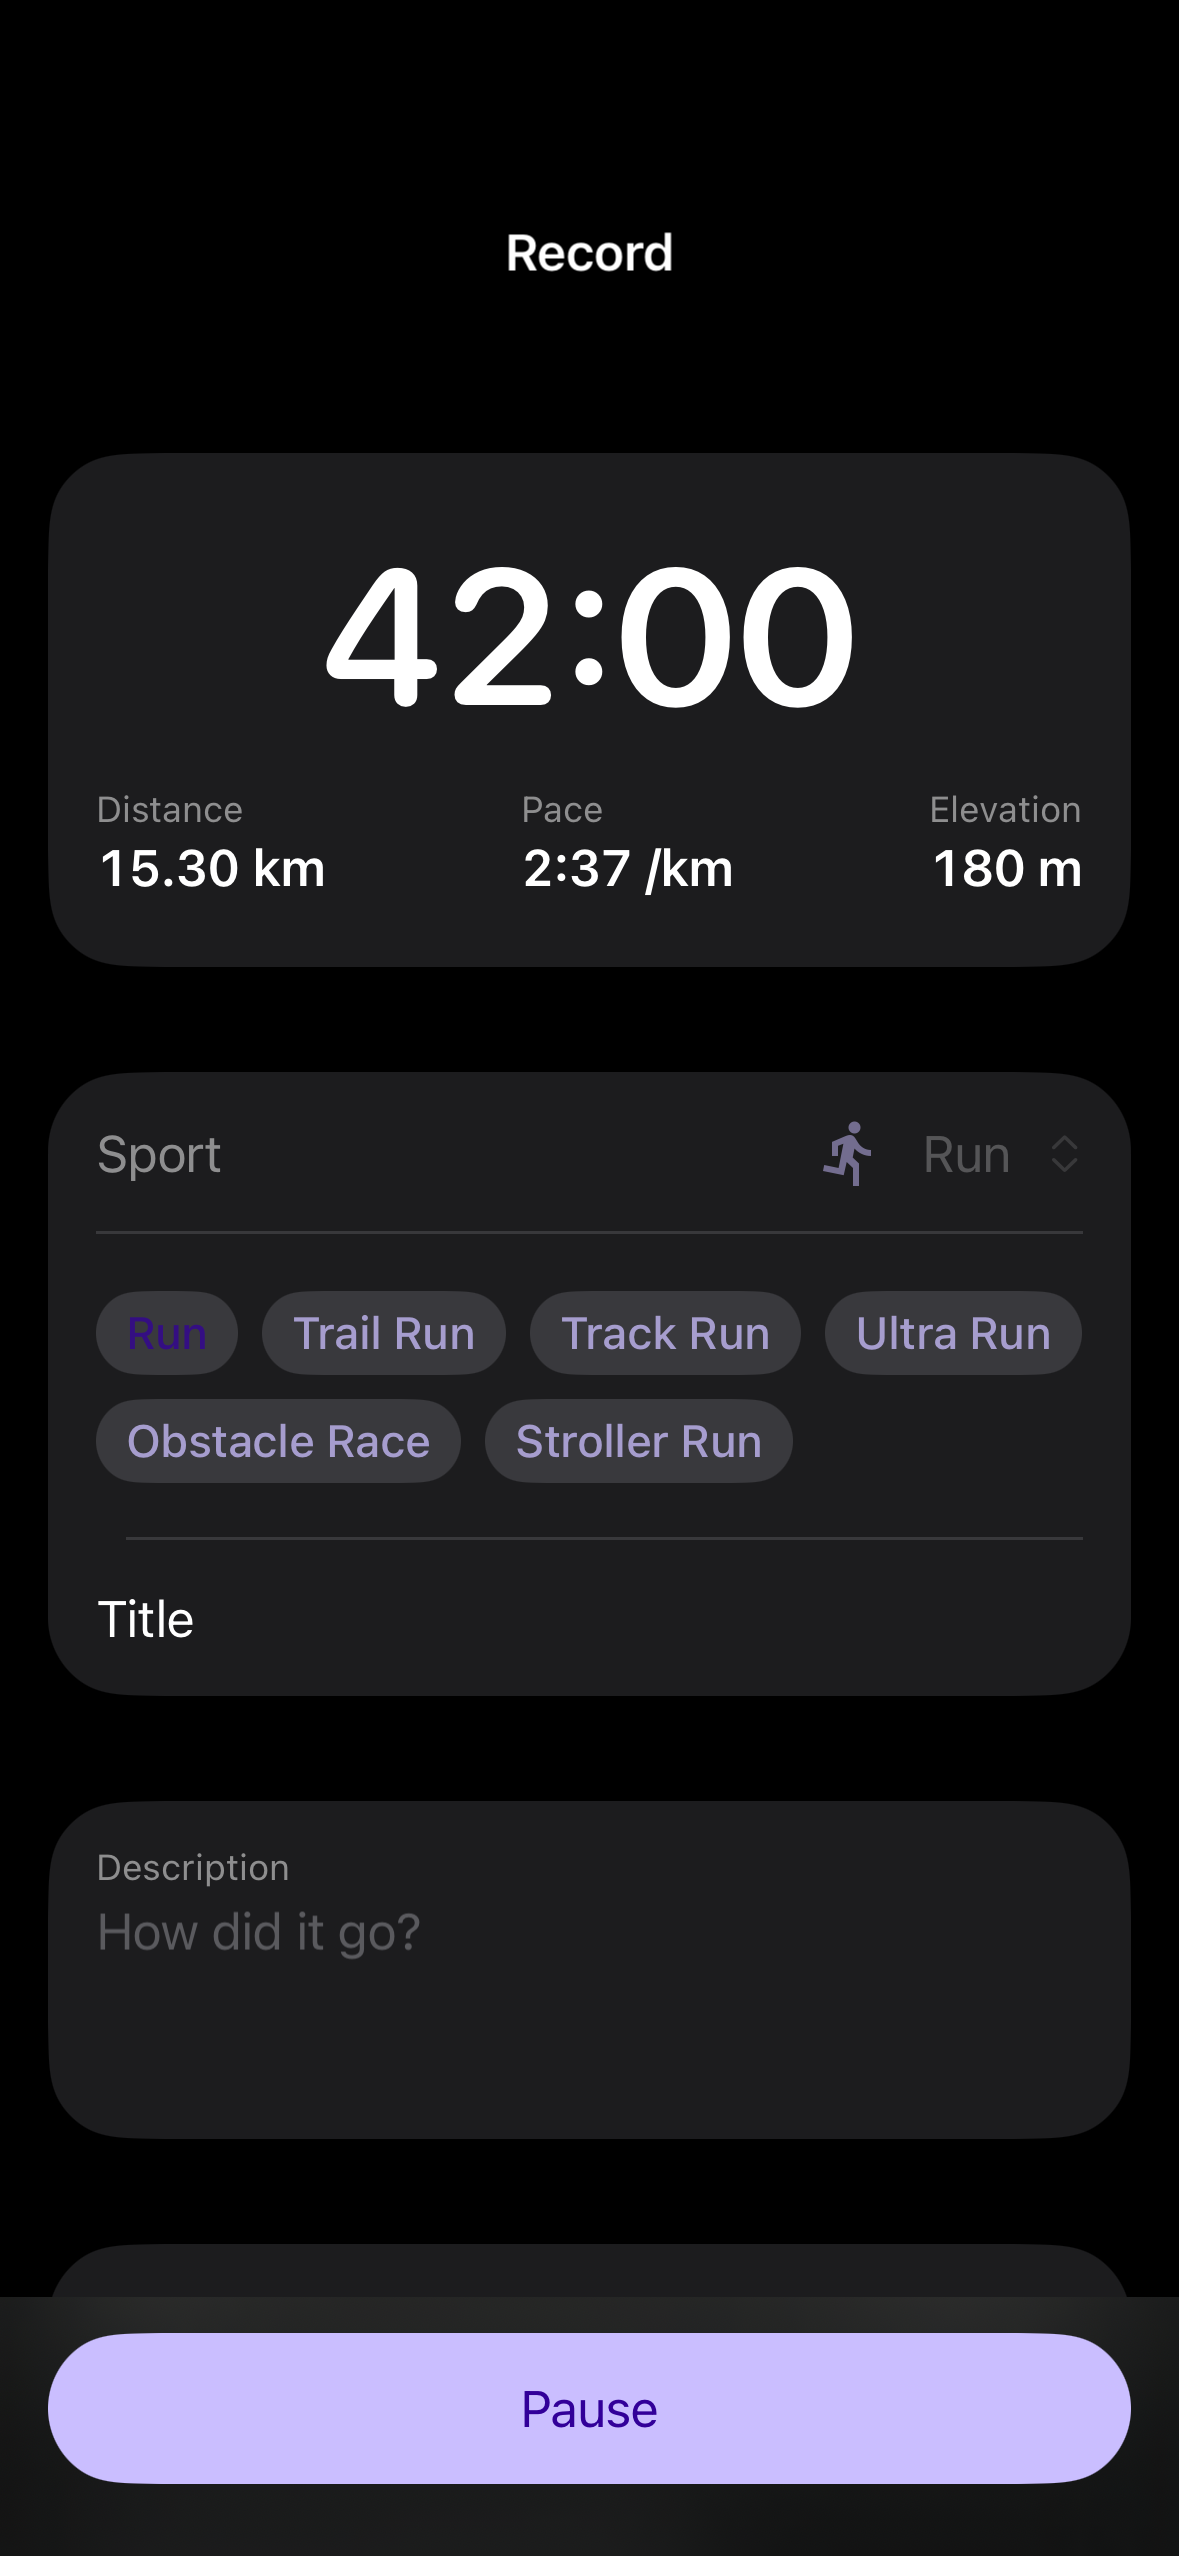 Record
42:00
Distance Pace Elevation
15.30 km 2:37 /km 180 m
Sport Run
Run Trail Run Track Run Ultra Run
Obstacle Race Stroller Run
Title
Description
How did it go?
Pause